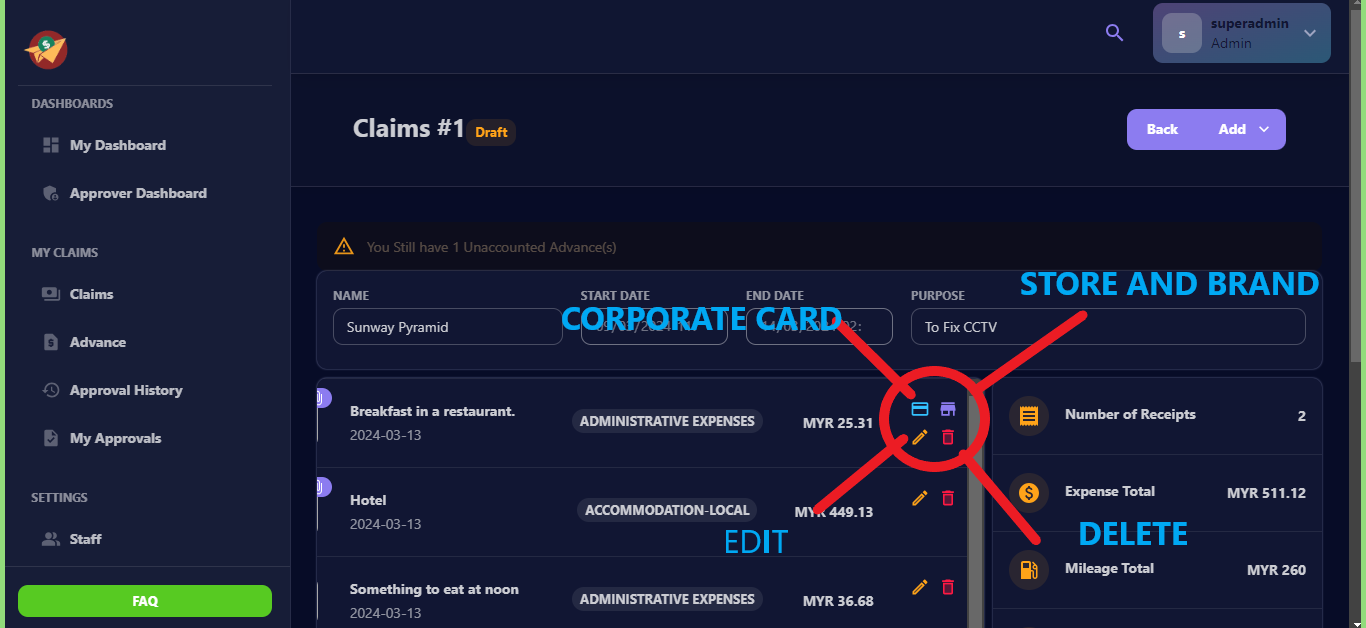 superadmin
s
Admin
DASHBOARDS
My Dashboard
Claims #1 Draft
Back Add
Approver Dashboard
MY CLAIMS
You Still have 1 Unaccounted Advance(s)
Claims
STORE AND BRAND
NAME START DATE END DATE PURPOSE
CORPORATE CARD
Sunway Pyramid
To Fix CCTV
Advance
Approval History
Breakfast in a restaurant.
2024-03-13
ADMINISTRATIVE EXPENSES
MYR 25.31
Number of Receipts 2
My Approvals
SETTINGS
Hotel
2024-03-13
ACCOMMODATION-LOCAL
MYR 449.13
Expense Total MYR 511.12
EDIT
DELETE
Staff
Mileage Total MYR 260
Something to eat at noon
2024-03-13
ADMINISTRATIVE EXPENSES
MYR 36.68
FAQ